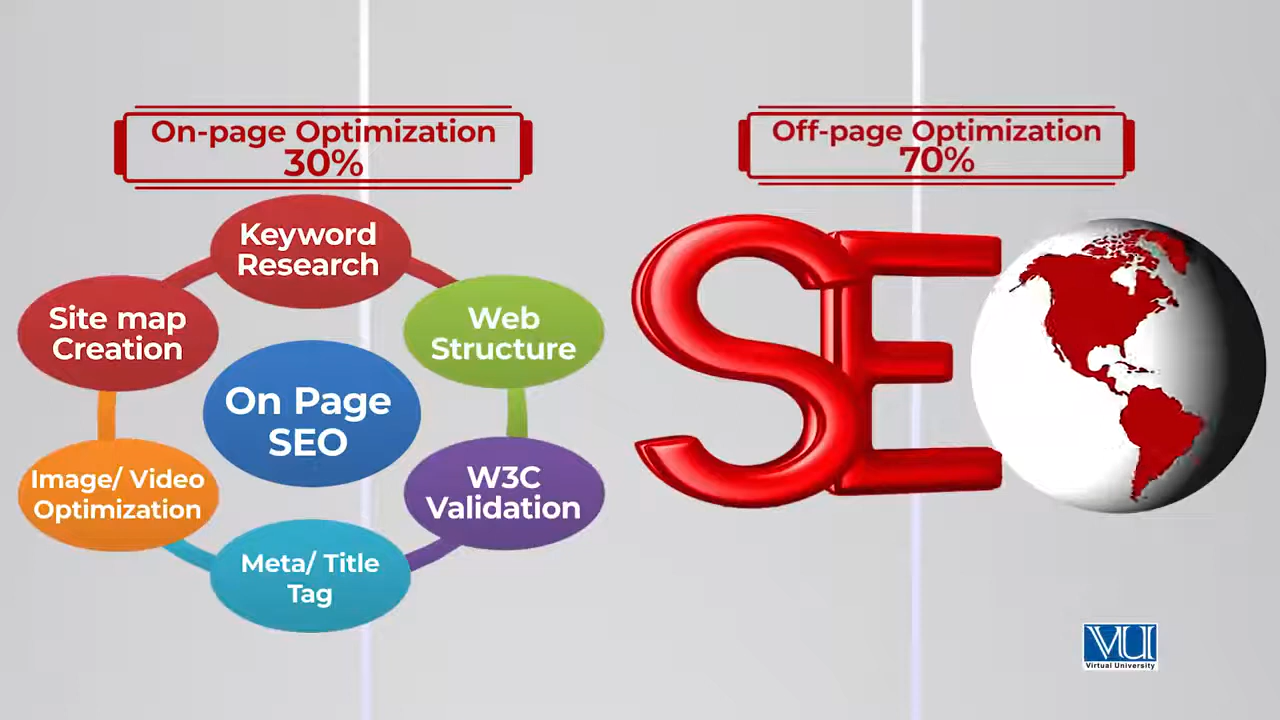 On-page Optimization
30%
Off-page Optimization
70%
Keyword
Research
Site map
Creation
Web
Structure
On Page
SEO
Image/ Video
Optimization
W3C
Validation
Meta/ Title
Tag
SE
VU
Virtual University